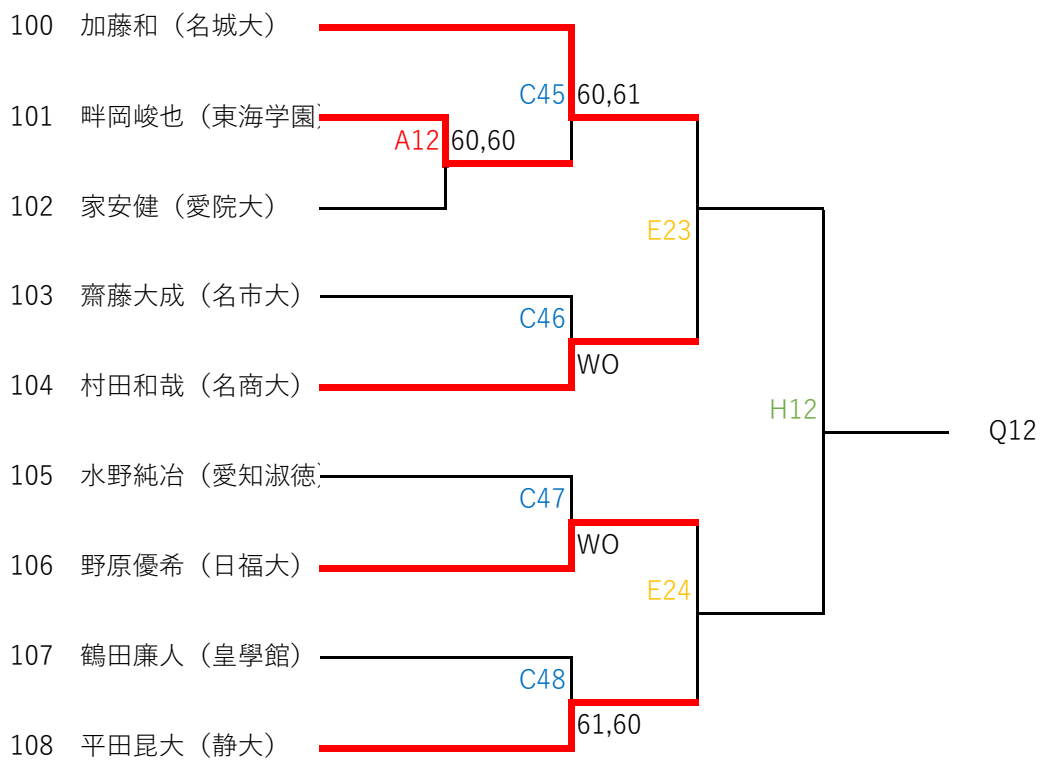 100 加藤和（名城大）
C45 60,61
101 畔岡峻也（東海学園）
A12 60,60
102 家安健（愛院大）
E23
103 齋藤大成（名市大）
C46
WO
104 村田和哉（名商大）
H12
Q12
105 水野純冶（愛知淑徳）
C47
WO
106 野原優希（日福大）
E24
107 鶴田廉人（皇學館）
C48
61,60
108 平田昆大（静大）